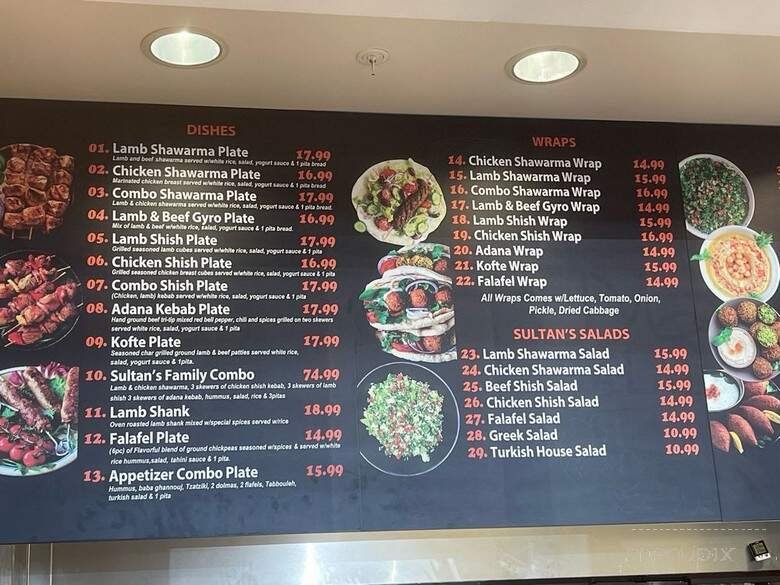 DISHES
01. Lamb Shawarma Plate 17.99
Lamb and beef shawarma served w/white rice, salad, yogurt sauce & 1 pita bread
02. Chicken Shawarma Plate 16.99
Marinated chicken breast served w/white rice, salad, yogurt sauce & 1 pita bread
03. Combo Shawarma Plate 17.99
Lamb & chicken shawarma served w/white rice, salad, yogurt sauce & 1 pita bread.
04. Lamb & Beef Gyro Plate 16.99
Mix of lamb & beef w/white rice, salad, yogurt sauce & 1 pita bread.
05. Lamb Shish Plate 17.99
Grilled seasoned lamb cubes served w/white rice, salad, yogurt sauce & 1 pita
06. Chicken Shish Plate 16.99
Grilled seasoned chicken breast cubes served w/white rice, salad, yogurt sauce & 1 pita
07. Combo Shish Plate 17.99
(Chicken, lamb) kebab served w/white rice, salad, yogurt sauce & 1 pita
08. Adana Kebab Plate 17.99
Hand ground beef tri-tip mixed red bell pepper, chili and spices grilled on two skewers
served w/white rice, salad, yogurt sauce & 1 pita
09. Kofte Plate 17.99
Seasoned char grilled ground lamb & beef patties served white rice,
salad, yogurt sauce & 1pita.
10. Sultan's Family Combo 74.99
Lamb & chicken shawarma, 3 skewers of chicken shish kebab, 3 skewers of lamb
shish 3 skewers of adana kebab, hummus, salad, rice & 3pitas
11. Lamb Shank 18.99
Oven roasted lamb shank mixed w/special spices served w/rice
12. Falafel Plate 14.99
(6pc) of Flavorful blend of ground chickpeas seasoned w/spices & served w/white
rice hummus,salad, tahini sauce & 1 pita
13. Appetizer Combo Plate 15.99
Hummus, baba ghannouj, Tzatziki, 2 dolmas, 2 flafels, Tabbouleh,
turkish salad & 1 pita
WRAPS
14. Chicken Shawarma Wrap 14.99
15. Lamb Shawarma Wrap 15.99
16. Combo Shawarma Wrap 16.99
17. Lamb & Beef Gyro Wrap 14.99
18. Lamb Shish Wrap 15.99
19. Chicken Shish Wrap 16.99
20. Adana Wrap 14.99
21. Kofte Wrap 15.99
22. Falafel Wrap 14.99
All Wraps Comes w/Lettuce, Tomato, Onion,
Pickle, Dried Cabbage
SULTAN'S SALADS
23. Lamb Shawarma Salad 15.99
24. Chicken Shawarma Salad 14.99
25. Beef Shish Salad 15.99
26. Chicken Shish Salad 14.99
27. Falafel Salad 14.99
28. Greek Salad 10.99
29. Turkish House Salad 10.99